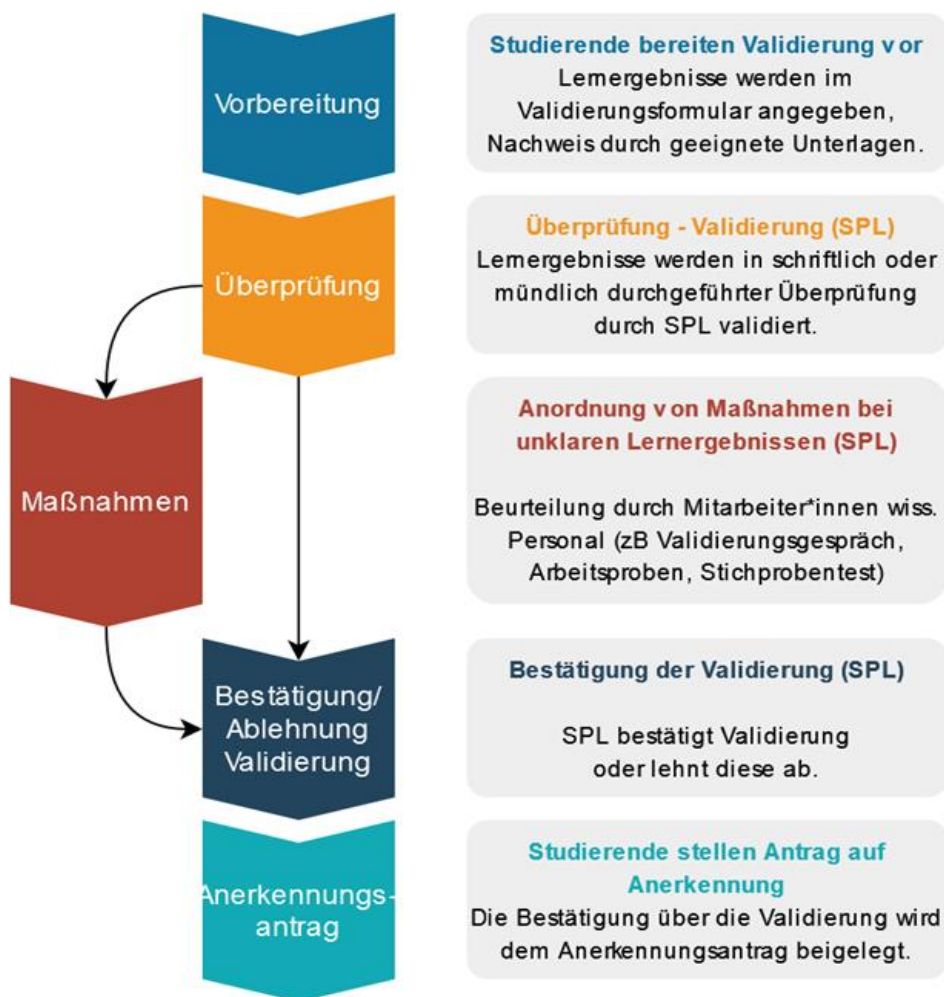 Vorbereitung
Studierende bereiten Validierung vor
Lernergebnisse werden im
Validierungsformular angegeben,
Nachweis durch geeignete Unterlagen.
Überprüfung
Überprüfung - Validierung (SPL)
Lernergebnisse werden in schriftlich oder
mündlich durchgeführter Überprüfung
durch SPL validiert.
Maßnahmen
Anordnung von Maßnahmen bei
unklaren Lernergebnissen (SPL)
Beurteilung durch Mitarbeiter*innen wiss.
Personal (zB Validierungsgespräch,
Arbeitsproben, Stichprobentest)
Bestätigung/
Ablehnung
Validierung
Bestätigung der Validierung (SPL)
SPL bestätigt Validierung
oder lehnt diese ab.
Anerkennungs-
antrag
Studierende stellen Antrag auf
Anerkennung
Die Bestätigung über die Validierung wird
dem Anerkennungsantrag beigelegt.